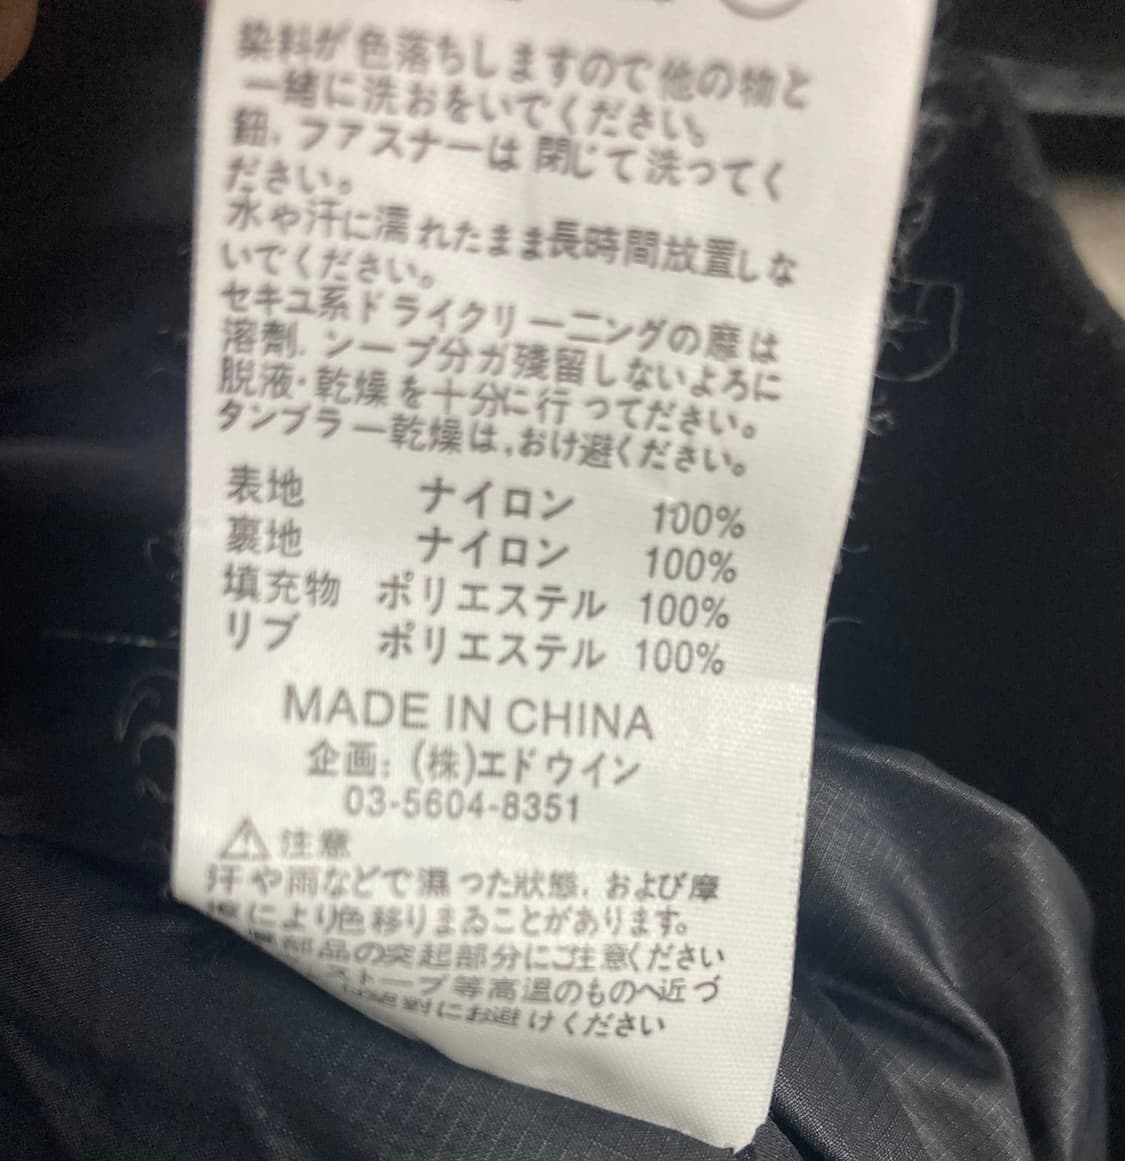 染料が色落ちしますので他の物と
一緒に洗おをいでください。
鈕、ファスナーは閉じて洗ってく
ださい。
水や汗に濡れたまま長時間放置しな
いでください。
セキユ系ドライクリーニングの摩は
溶劑、ンープ分が残留しないよろに
脱液・乾燥を十分に行ってださい。
タンブラー乾燥は,おけ避ください。
表地 ナイロン 100%
裏地 ナイロン 100%
填充物 ポリエステル 100%
リブ ポリエステル 100%
MADE IN CHINA
企画: (株)エドウイン
03-5604-8351
注意
汗や雨などで濕った狀態、および摩
により色移りまゐることがあります。
部品の突起部分にご注意ください
ストーブ等高温のものへ近づ
にお避けください